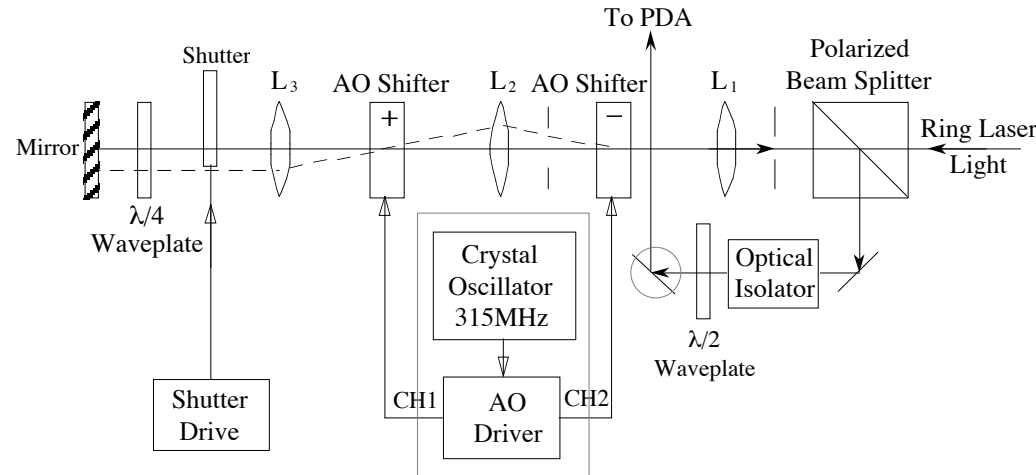 To PDA
Polarized
Beam Splitter
Shutter
L3
AO Shifter
L2
AO Shifter
L1
+
−
Ring Laser
Light
Mirror
λ/4
Waveplate
Crystal
Oscillator
315MHz
Optical
Isolator
λ/2
Waveplate
Shutter
Drive
CH1
AO
Driver
CH2